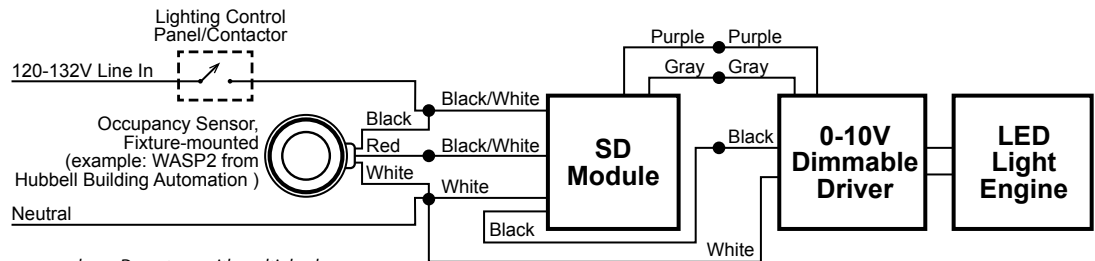 Lighting Control
Panel/Contactor
120-132V Line In
Purple Purple
Gray Gray
Black/White
Black
Occupancy Sensor,
Fixture-mounted
(example: WASP2 from
Hubbell Building Automation )
Red
Black/White
White
White
Neutral
Black
SD
Module
Black
0-10V
Dimmable
Driver
LED
Light
Engine
White